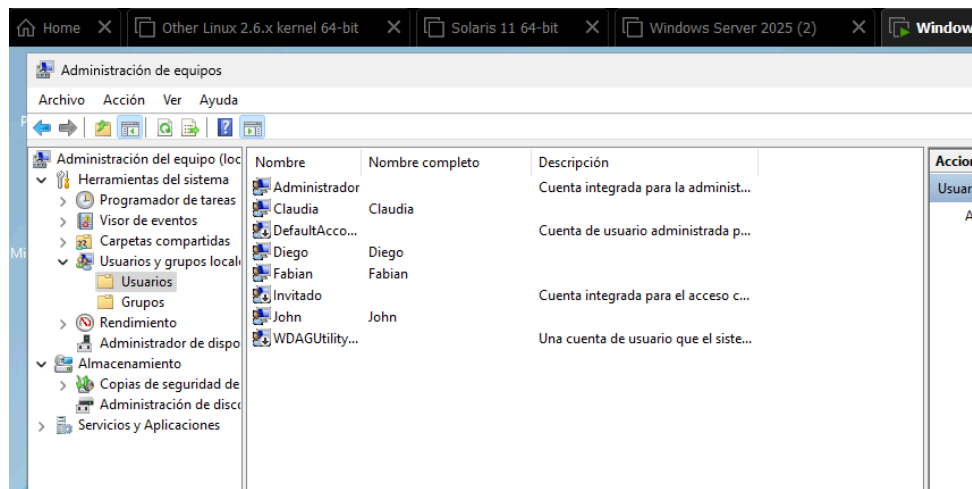 Home Other Linux 2.6.x kernel 64-bit Solaris 11 64-bit Windows Server 2025 (2) Window
Administración de equipos
Archivo Acción Ver Ayuda
Administración del equipo (loc
Herramientas del sistema
Programador de tareas
Visor de eventos
Carpetas compartidas
Usuarios y grupos local
Usuarios
Grupos
Rendimiento
Administrador de dispo
Almacenamiento
Copias de seguridad de
Administración de disco
Servicios y Aplicaciones
Nombre Nombre completo Descripción
Administrador Cuenta integrada para la administ...
Claudia Claudia
DefaultAcco... Cuenta de usuario administrada p...
Diego Diego
Fabian Fabian
Invitado Cuenta integrada para el acceso c...
John John
WDAGUtility... Una cuenta de usuario que el siste...
Accion
Usuar
A